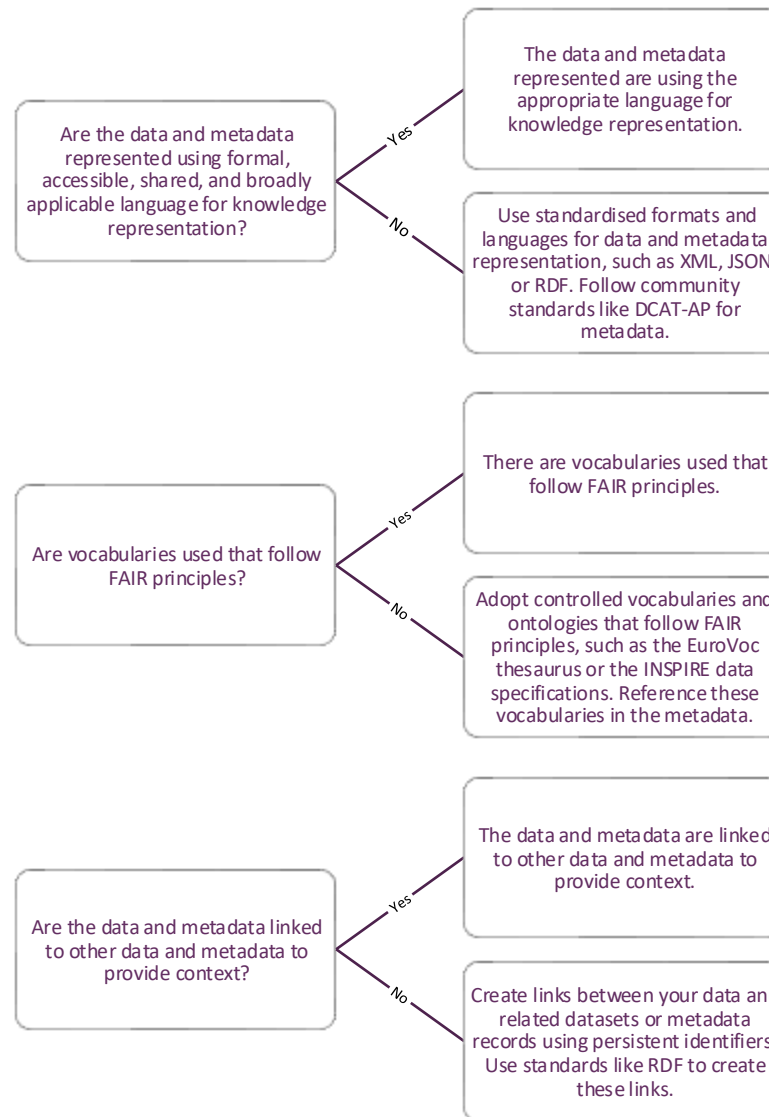 Are the data and metadata
represented using formal,
accessible, shared, and broadly
applicable language for knowledge
representation?
Yes
The data and metadata
represented are using the
appropriate language for
knowledge representation.
No
Use standardised formats and
languages for data and metadata
representation, such as XML, JSON
or RDF. Follow community
standards like DCAT-AP for
metadata.
Are vocabularies used that follow
FAIR principles?
Yes
There are vocabularies used that
follow FAIR principles.
No
Adopt controlled vocabularies and
ontologies that follow FAIR
principles, such as the EuroVoc
thesaurus or the INSPIRE data
specifications. Reference these
vocabularies in the metadata.
Are the data and metadata linked
to other data and metadata to
provide context?
Yes
The data and metadata are linked
to other data and metadata to
provide context.
No
Create links between your data an
related datasets or metadata
records using persistent identifiers
Use standards like RDF to create
these links.